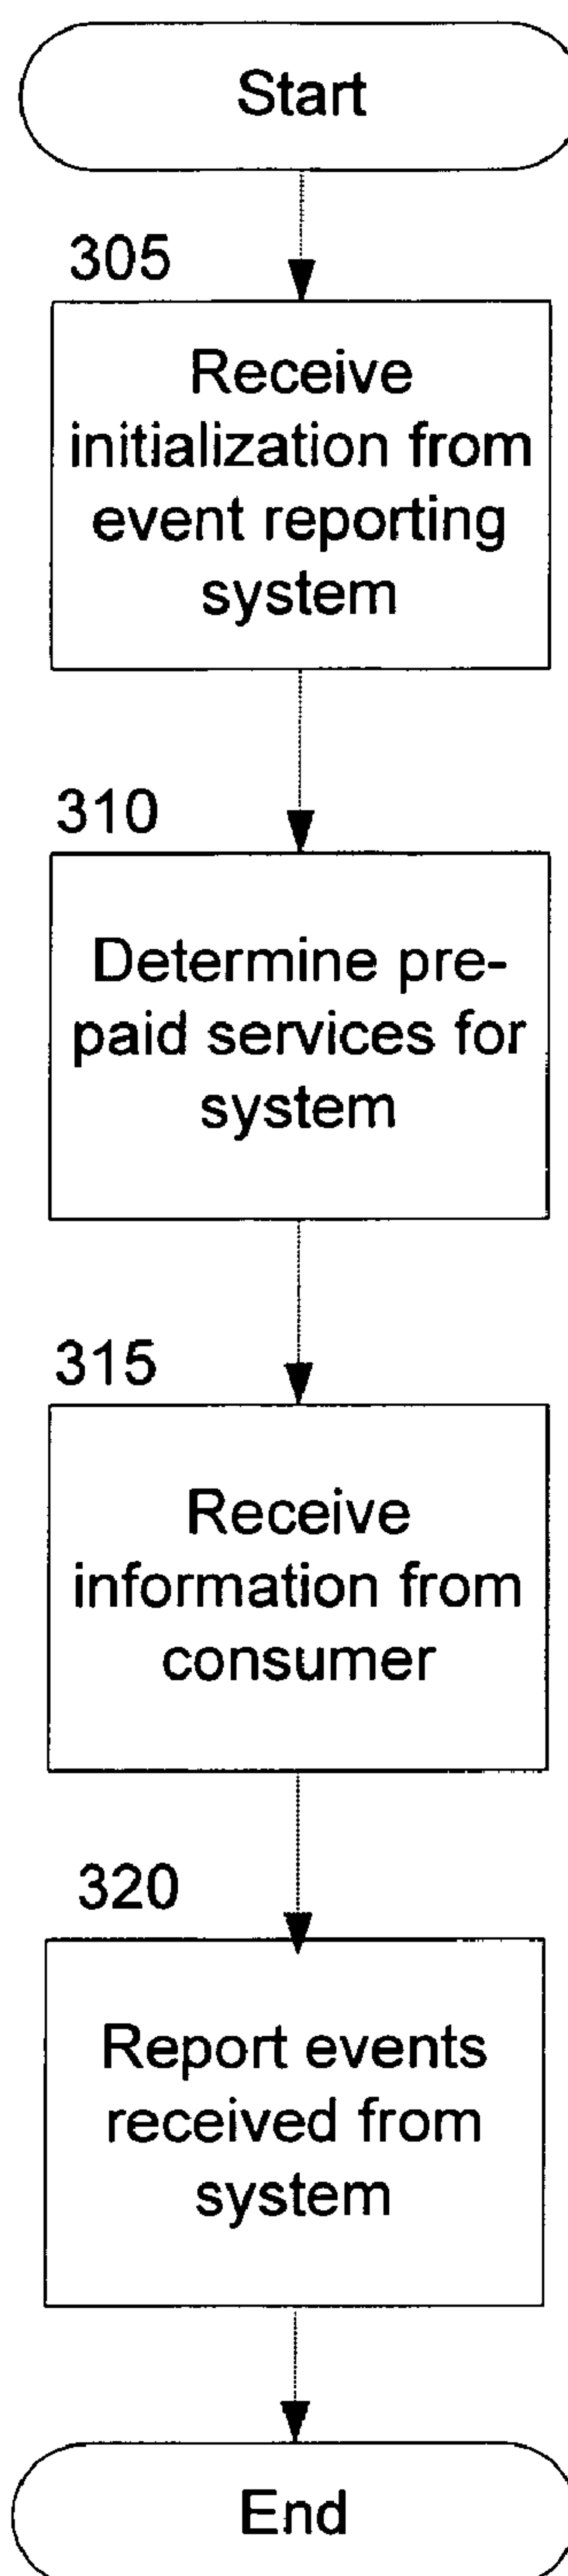 Start
305
Receive
initialization from
event reporting
system
310
Determine pre-
paid services for
system
315
Receive
information from
consumer
320
Report events
received from
system
End